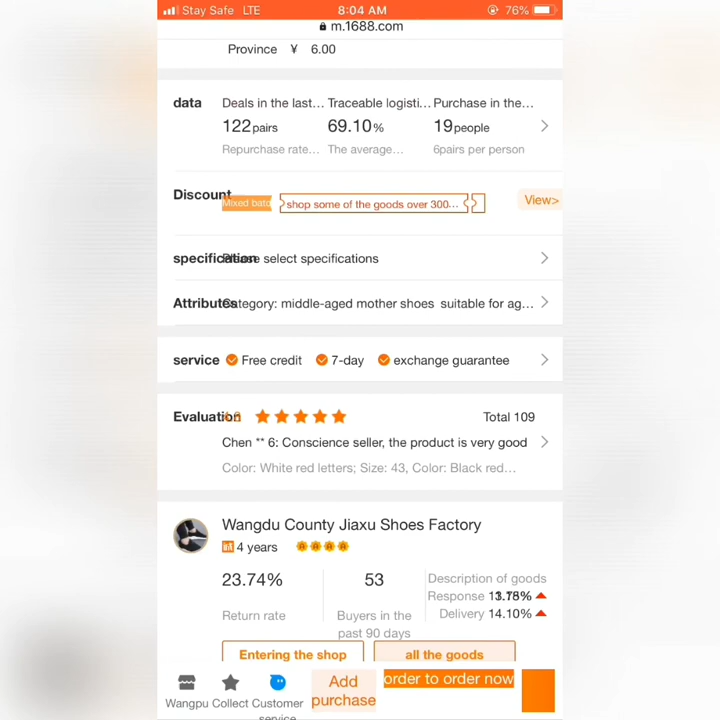 Stay Safe LTE 8:04 AM 76%
m.1688.com
Province ¥ 6.00
data Deals in the last... Traceable logisti... Purchase in the...
122pairs 69.10% 19people
Repurchase rate... The average... 6pairs per person
Discount Mixed batc shop some of the goods over 300... View>
specification Please select specifications
Attributes Category: middle-aged mother shoes suitable for ag...
service Free credit 7-day exchange guarantee
Evaluation Total 109
Chen ** 6: Conscience seller, the product is very good
Color: White red letters; Size: 43, Color: Black red...
Wangdu County Jiaxu Shoes Factory
4 years
23.74% 53 Description of goods
Response
Delivery 14.10%
Return rate Buyers in the
past 90 days
Entering the shop all the goods
Wangpu Collect Customer
service
Add
purchase
order to order now